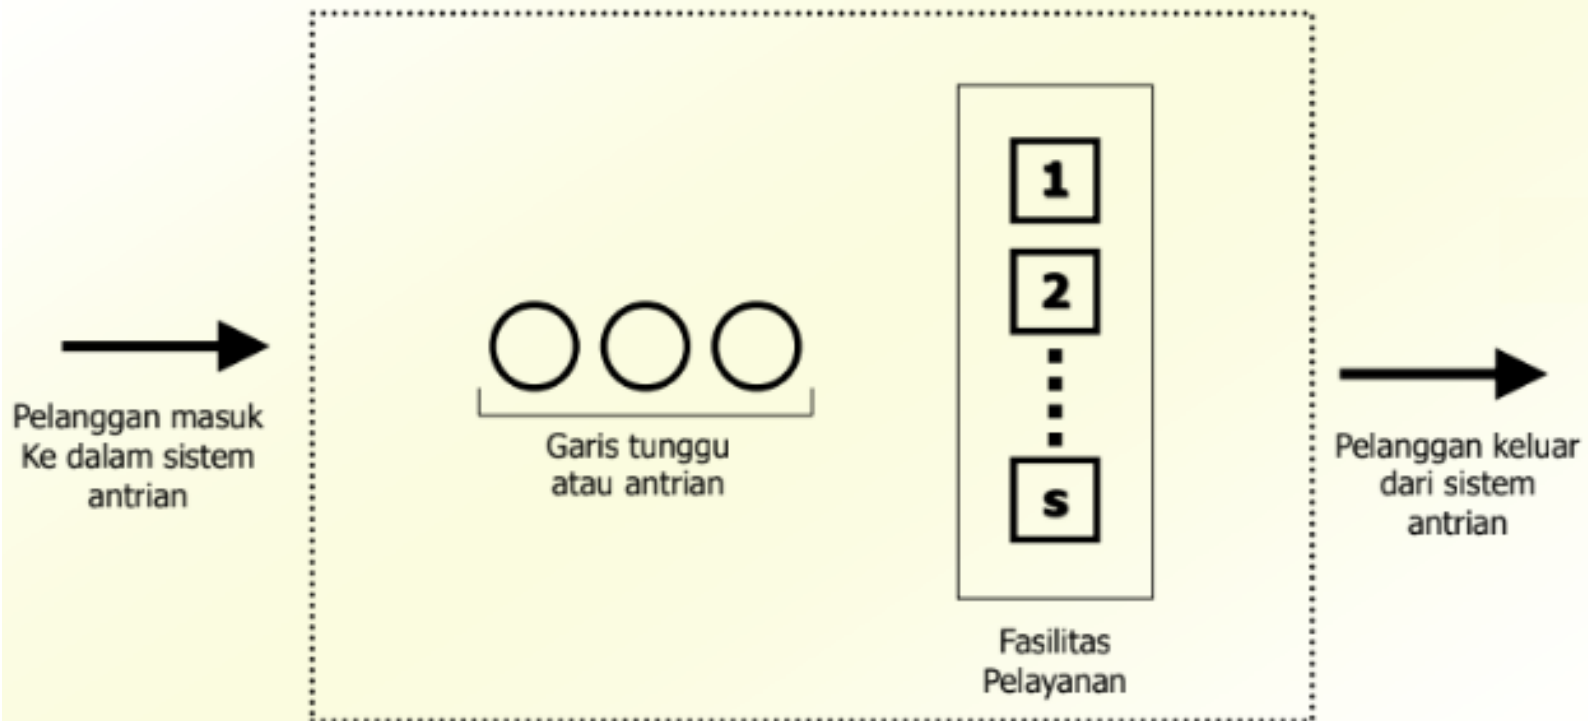 Pelanggan masuk
Ke dalam sistem
antrian
Garis tunggu
atau antrian
1
2
s
Fasilitas
Pelayanan
Pelanggan keluar
dari sistem
antrian